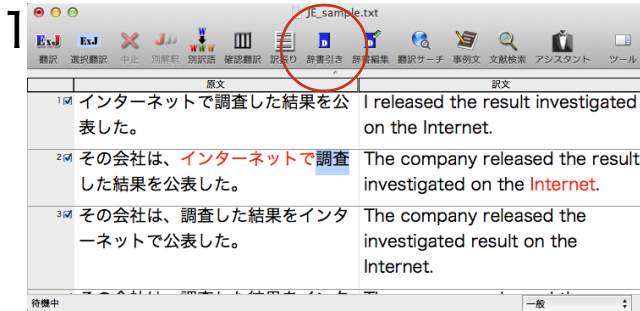 1
JE_sample.txt
翻訳 選択翻訳 中止 別解釈 別訳語 確認翻訳 訳振り 辞書引き 辞書編集 翻訳サーチ 事例文 文献検索 アシスタント ツール
原文 訳文
1 インターネットで調査した結果を公 I released the result investigated
表した。 on the Internet.
2 その会社は、インターネットで調査 The company released the result
した結果を公表した。 investigated on the Internet.
3 その会社は、調査した結果をインタ The company released the
ーネットで公表した。 investigated result on the
Internet.
待機中 一般